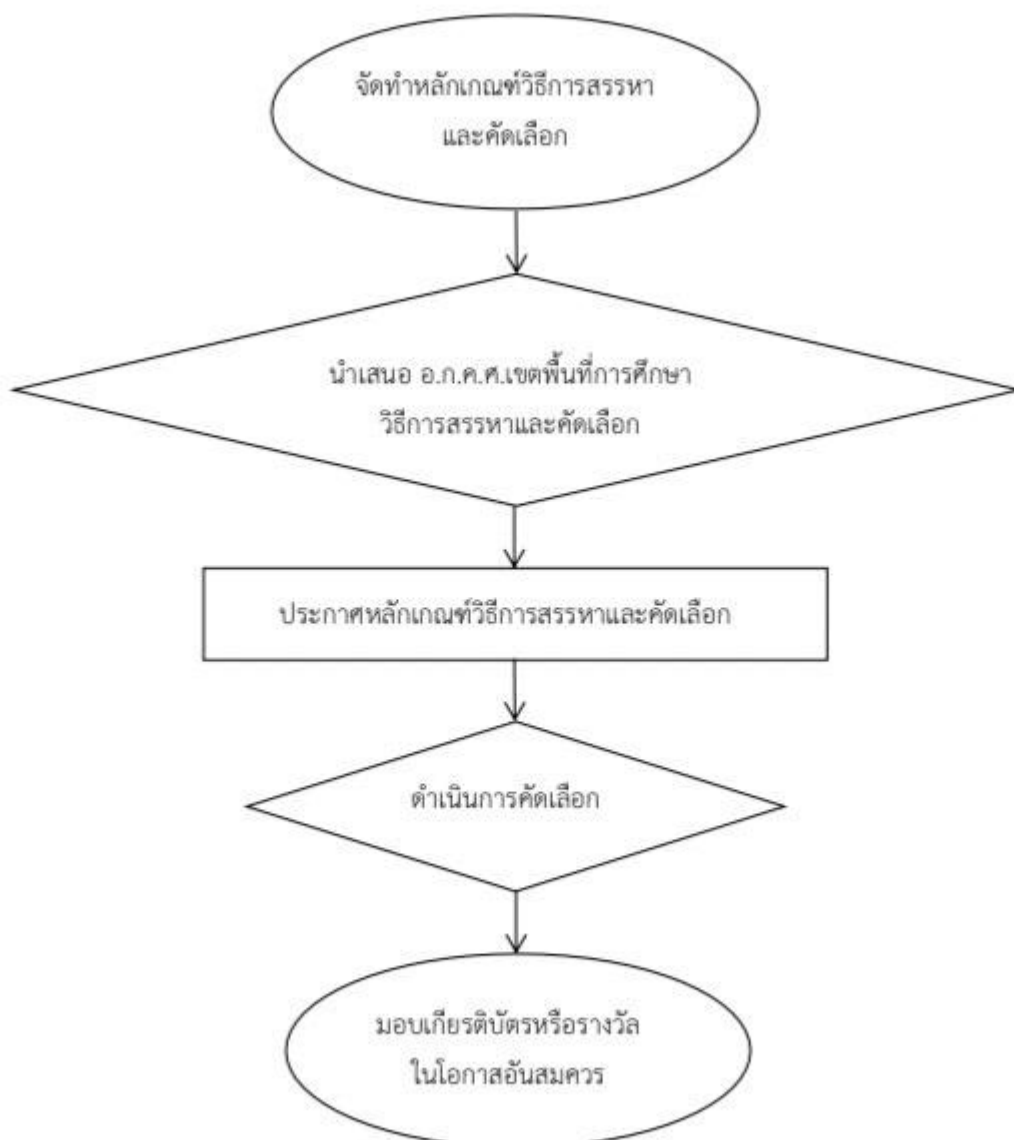 จัดทำหลักเกณฑ์วิธีการสรรหา
และคัดเลือก
นำเสนอ อ.ก.ค.ศ.เขตพื้นที่การศึกษา
วิธีการสรรหาและคัดเลือก
ประกาศหลักเกณฑ์วิธีการสรรหาและคัดเลือก
ดำเนินการคัดเลือก
มอบเกียรติบัตรหรือรางวัล
ในโอกาสอันสมควร